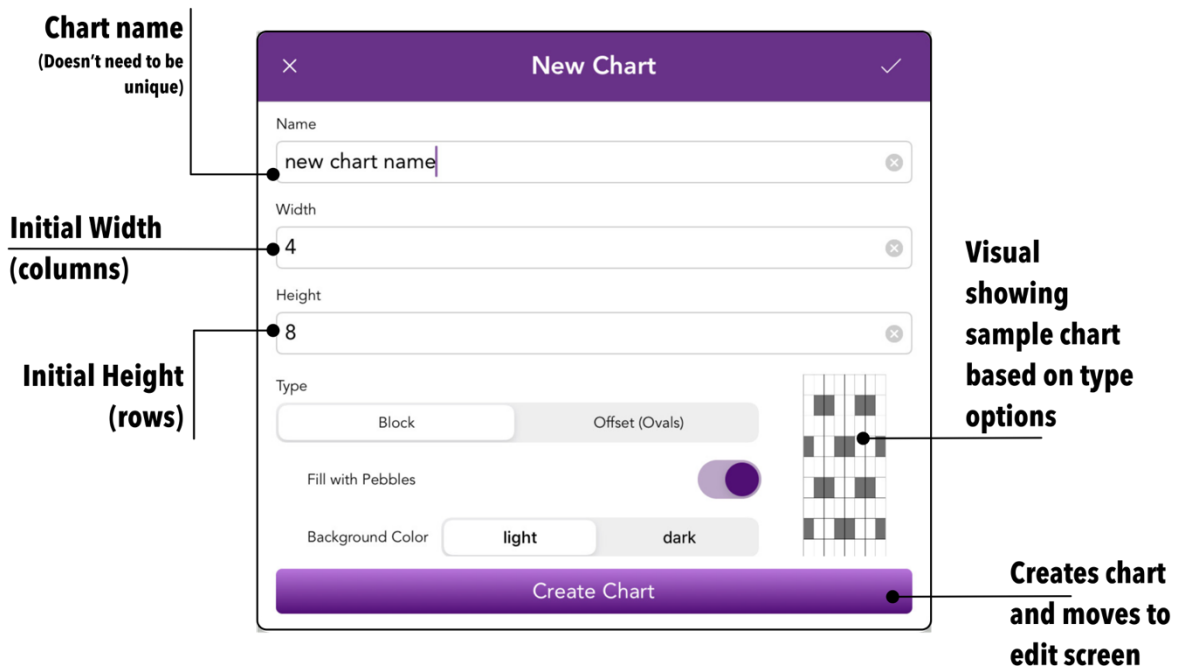 Chart name
(Doesn't need to be
unique)
New Chart
Name
new chart name
Width
Initial Width
(columns)
4
Height
8
Initial Height
(rows)
Type
Block
Offset (Ovals)
Fill with Pebbles
Background Color
light
dark
Create Chart
Visual
showing
sample chart
based on type
options
Creates chart
and moves to
edit screen